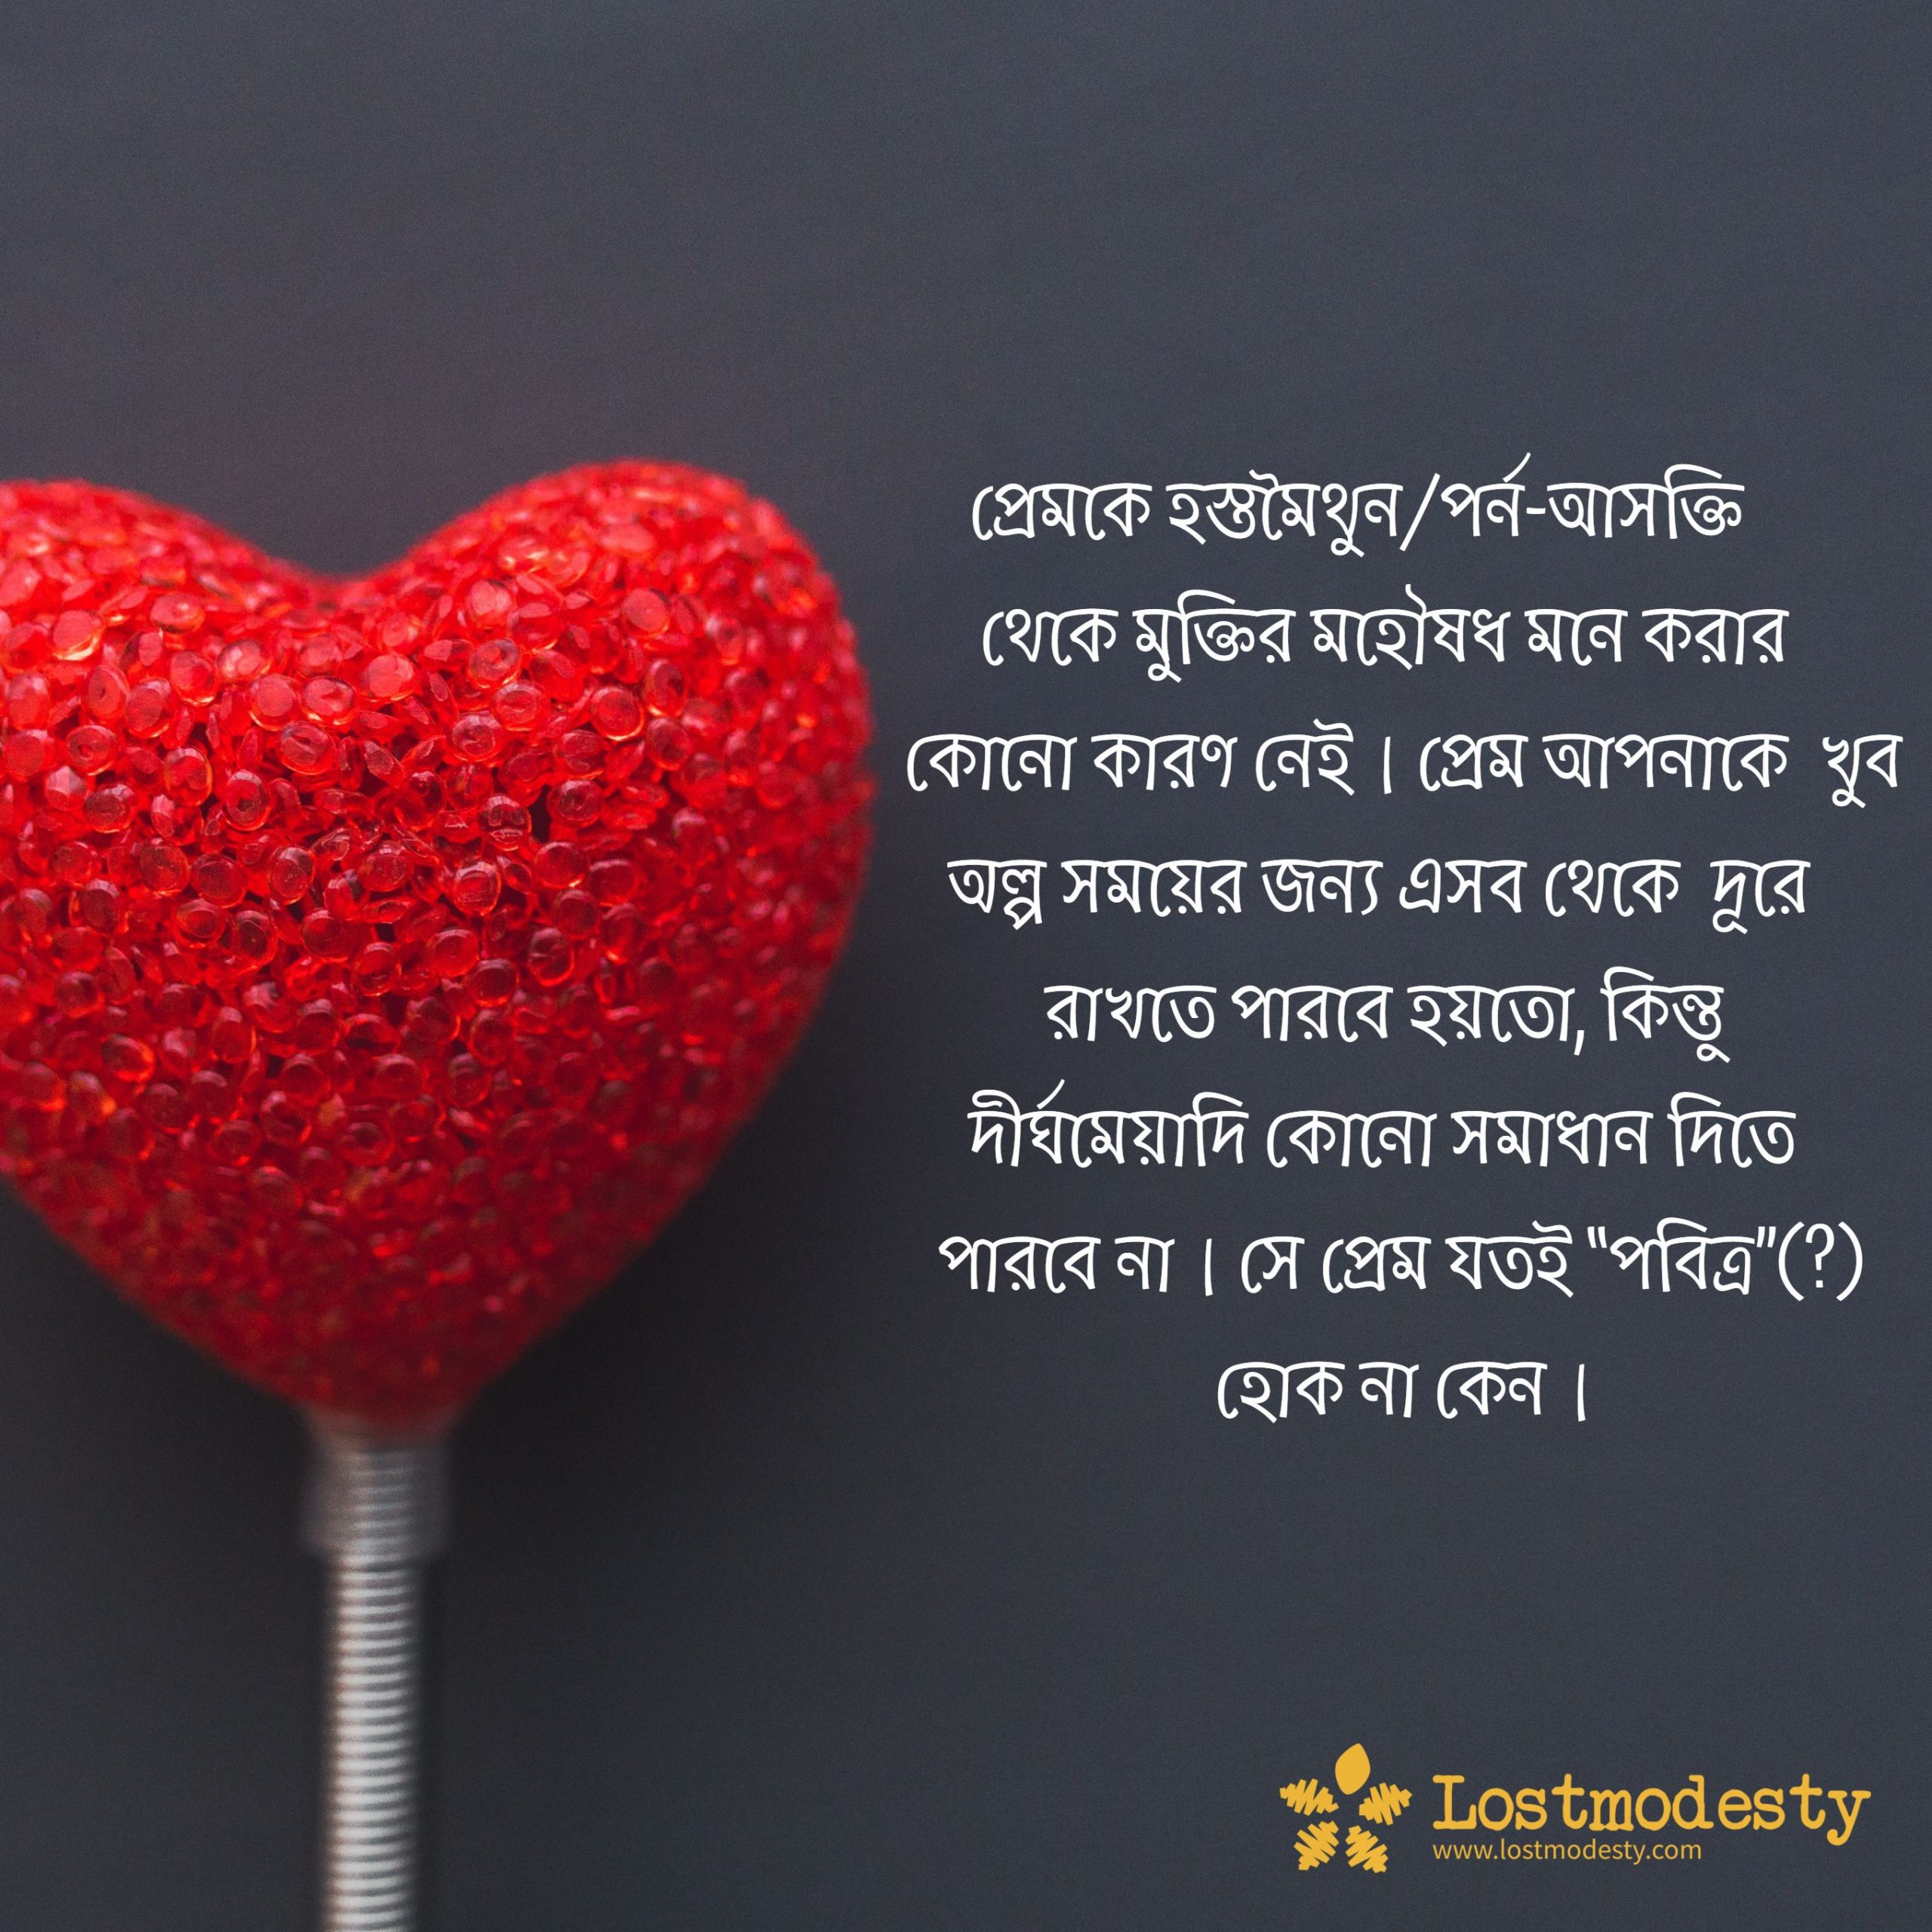 প্রেমকে হস্তমৈথুন/পর্ন-আসক্তি
থেকে মুক্তির মহৌষধ মনে করার
কোনো কারণ নেই । প্রেম আপনাকে খুব
অল্প সময়ের জন্য এসব থেকে দূরে
রাখতে পারবে হয়তো, কিন্তু
দীর্ঘমেয়াদি কোনো সমাধান দিতে
পারবে না । সে প্রেম যতই "পবিত্র"(?)
হোক না কেন ।
Lostmodesty
www.lostmodesty.com